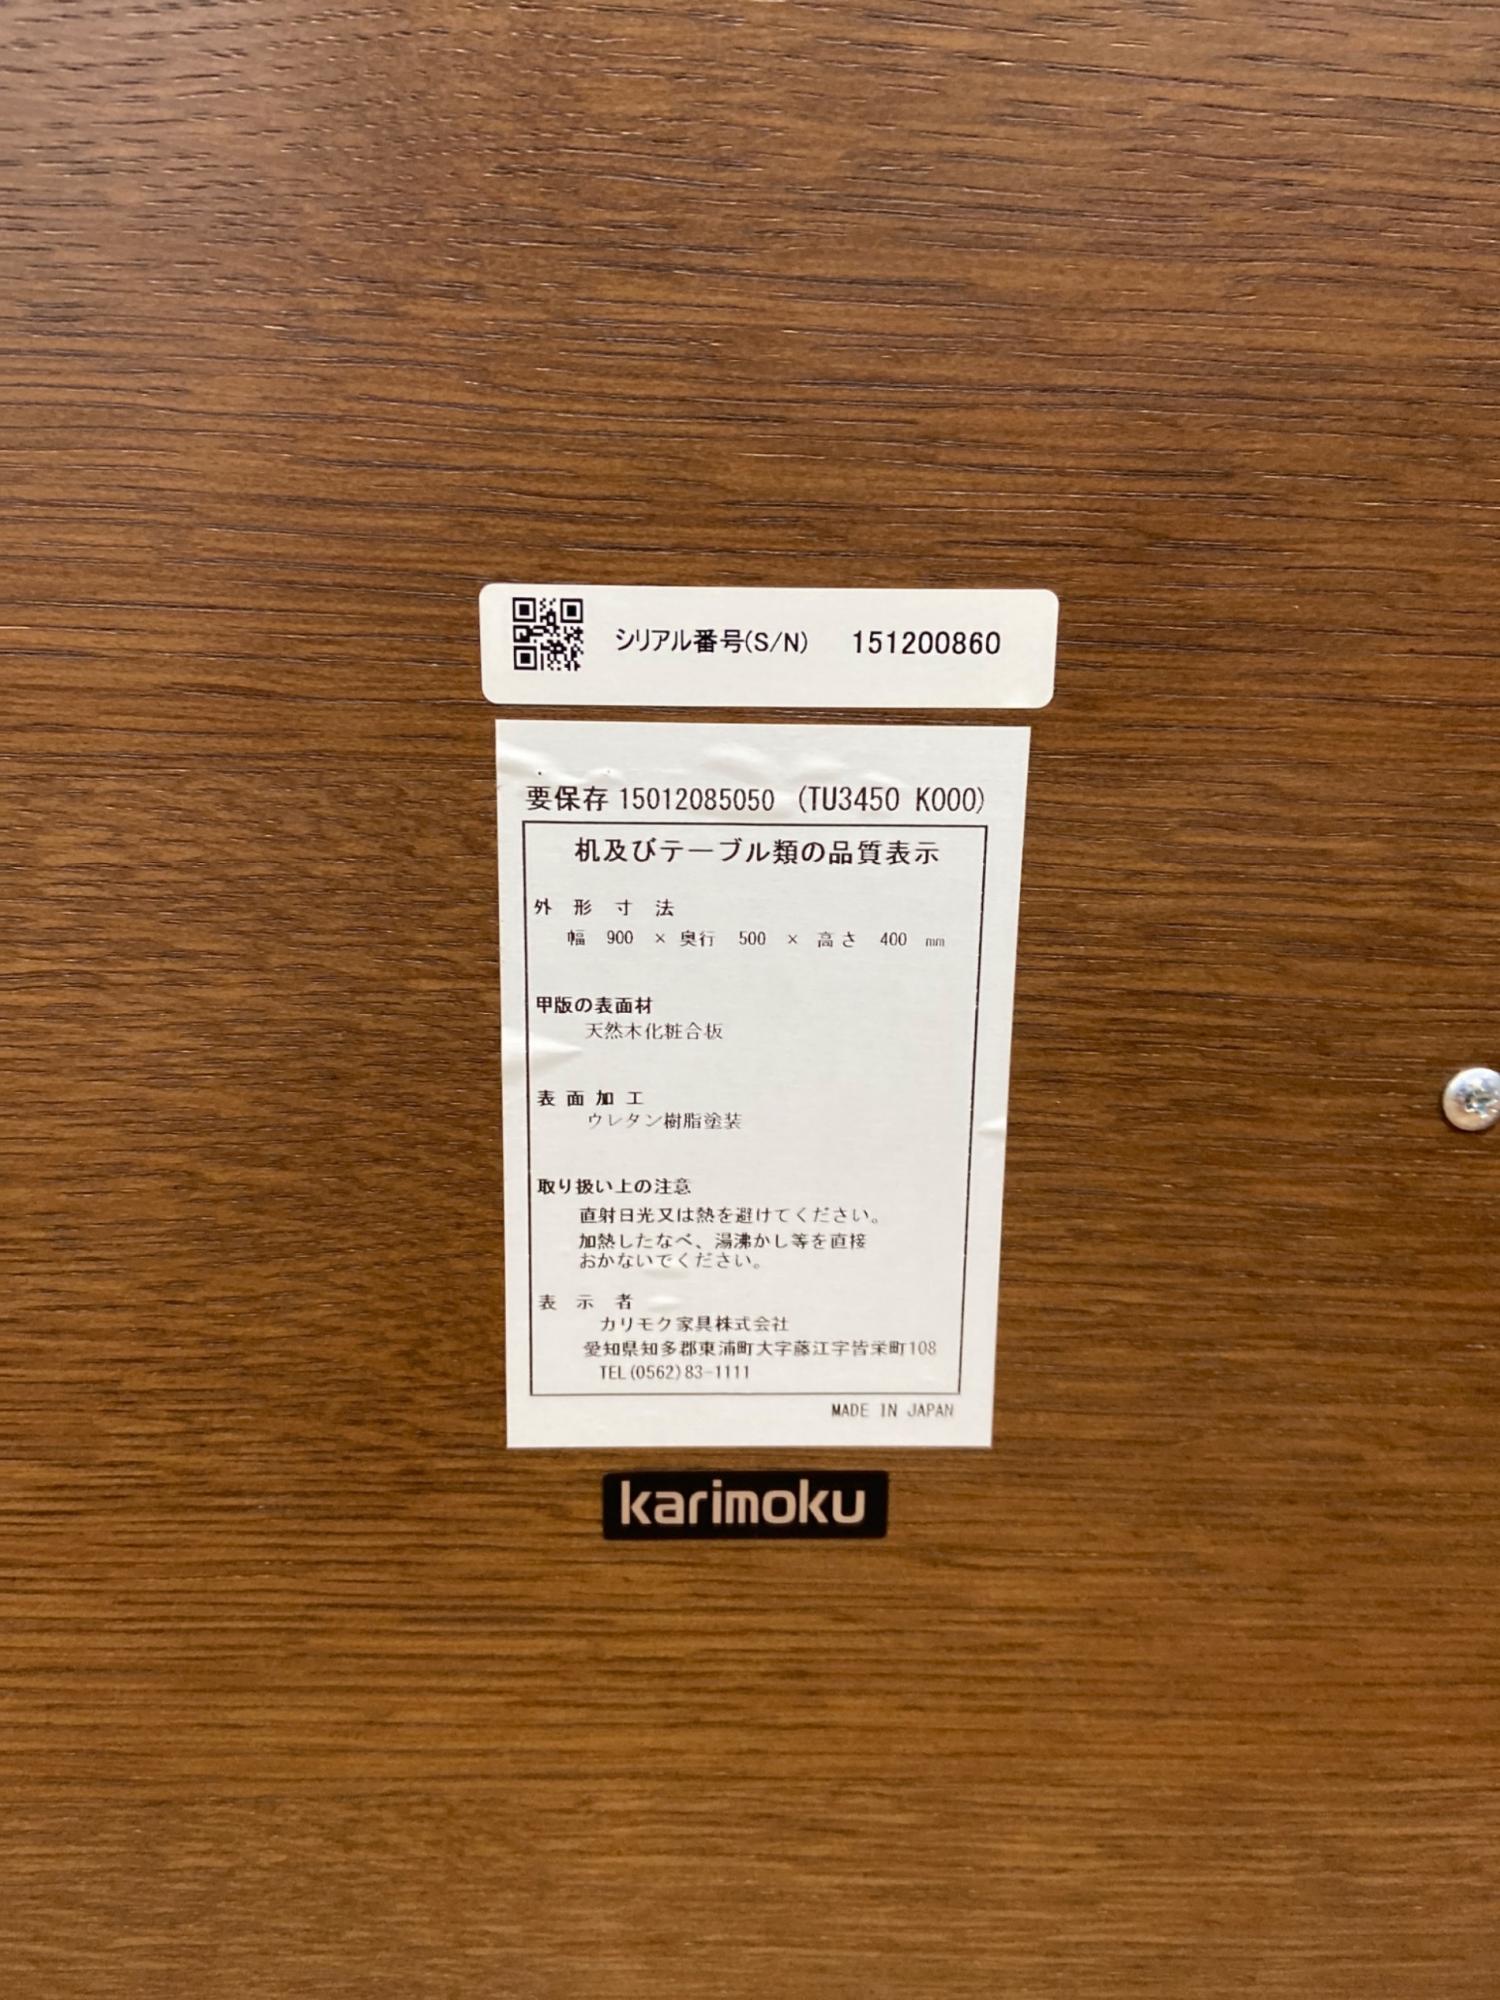 シリアル番号(S/N) 151200860
要保存 15012085050 (TU3450 K000)
机及びテーブル類の品質表示
外形寸法
幅 900 × 奥行 500 × 高さ 400 mm
甲版の表面材
天然木化粧合板
表面加工
ウレタン樹脂塗装
取り扱い上の注意
直射日光又は熱を避けてください。
加熱したなべ、湯沸かし等を直接
おかないでください。
表示者
カリモク家具株式会社
愛知県知多郡東浦町大字藤江字皆栄町108
TEL(0562)83-1111
MADE IN JAPAN
karimoku